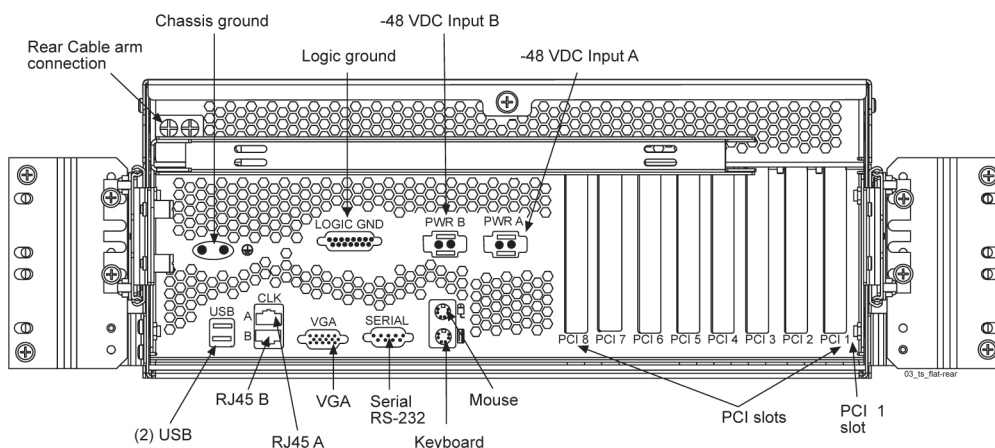 Chassis ground
-48 VDC Input B
Rear Cable arm
connection
Logic ground
-48 VDC Input A
LOGIC GND
PWR B
PWR A
CLK
USB
A
B
VGA
SERIAL
PCI 8
PCI 7
PCI 6
PCI 5
PCI 4
PCI 3
PCI 2
PCI 1
03_ts_flat-rear
RJ45 B
VGA
Serial
RS-232
Mouse
PCI slots
PCI 1
slot
(2) USB
RJ45 A
Keyboard